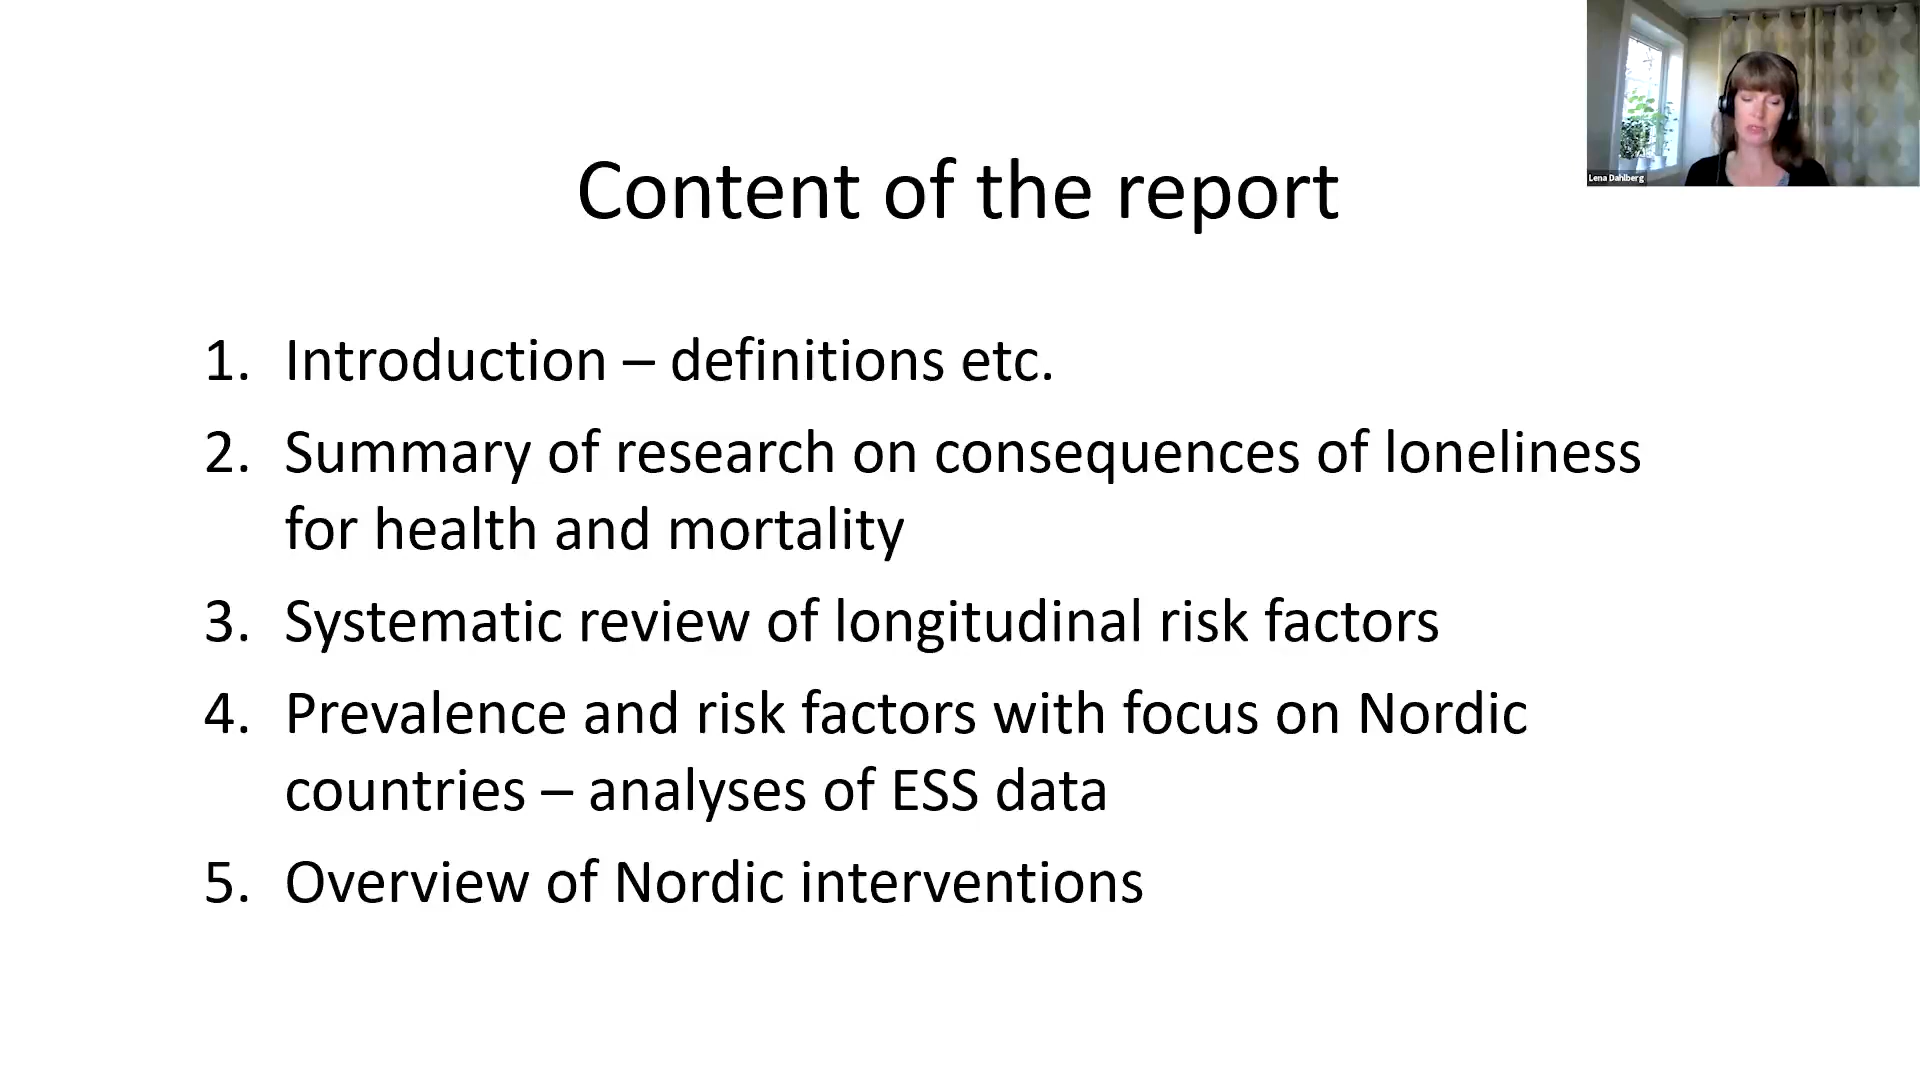 Lena Dahlberg
Content of the report
1. Introduction – definitions etc.
2. Summary of research on consequences of loneliness
for health and mortality
3. Systematic review of longitudinal risk factors
4. Prevalence and risk factors with focus on Nordic
countries – analyses of ESS data
5. Overview of Nordic interventions